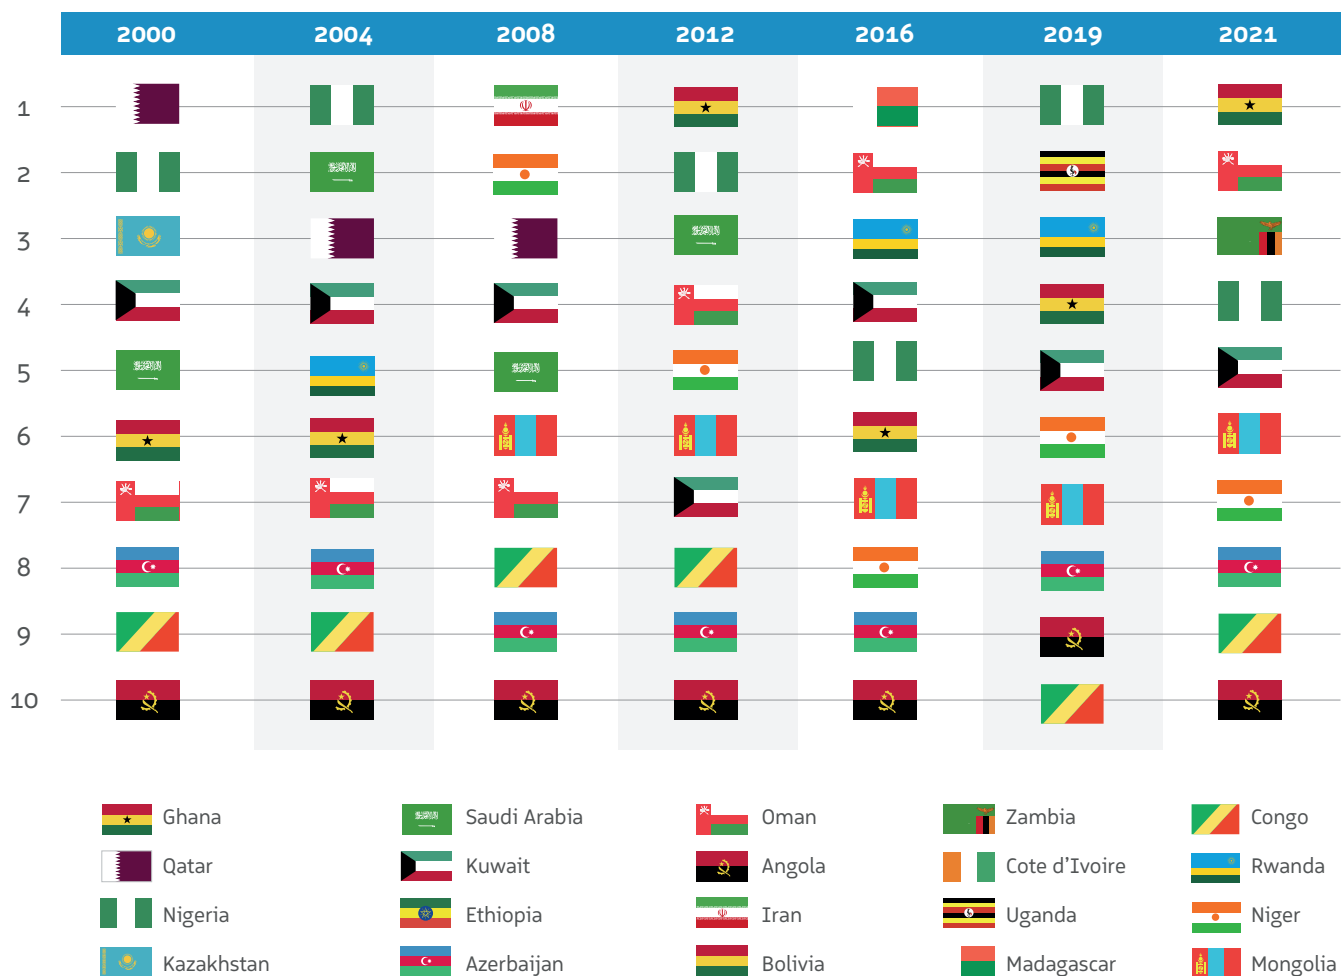 2000 2004 2008 2012 2016 2019 2021
1
2
3
4
5
6
7
8
9
10
Ghana Saudi Arabia Oman Zambia Congo
Qatar Kuwait Angola Cote d'Ivoire Rwanda
Nigeria Ethiopia Iran Uganda Niger
Kazakhstan Azerbaijan Bolivia Madagascar Mongolia